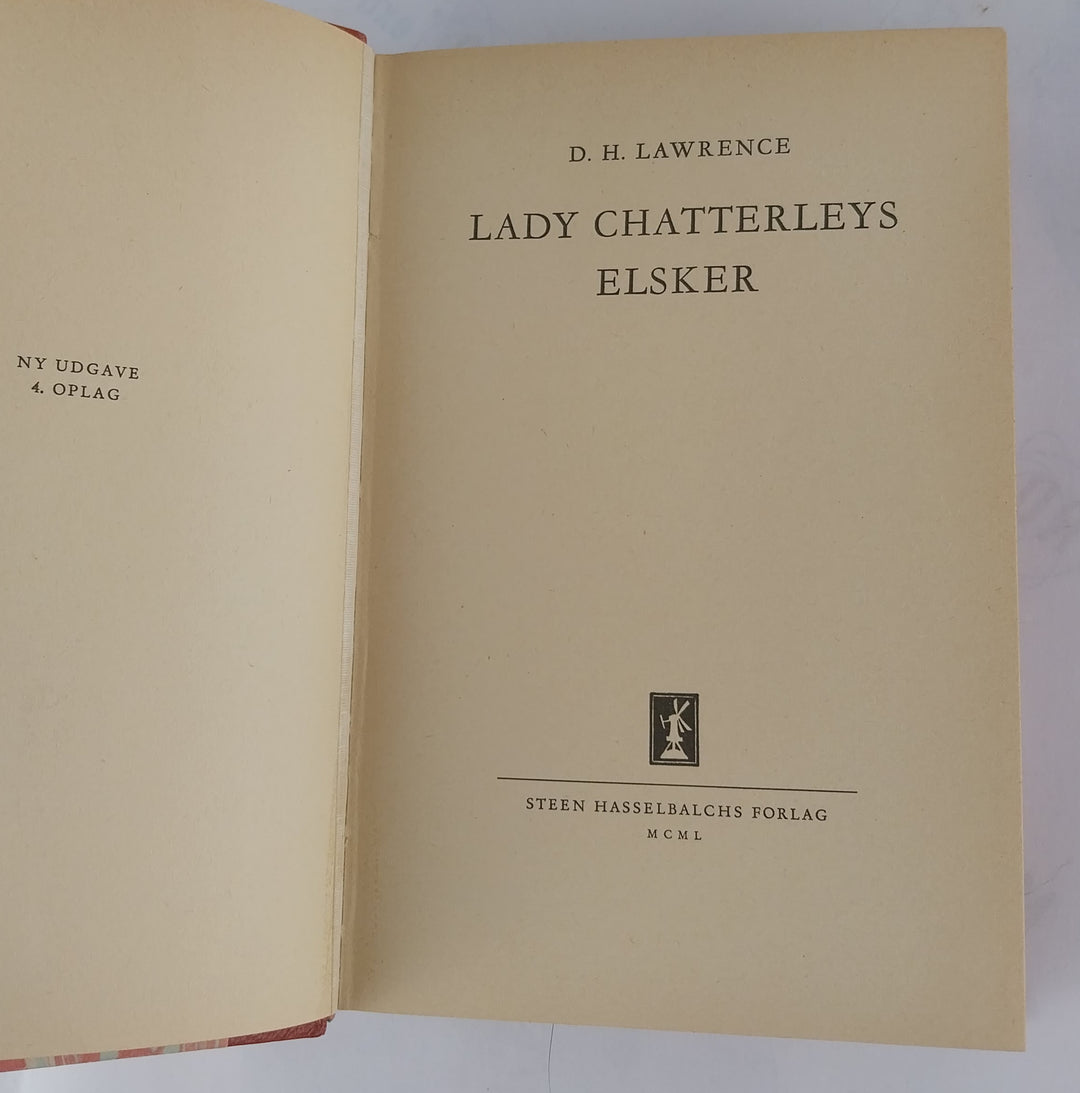 NY UDGAVE
4. OPLAG
D. H. LAWRENCE
LADY CHATTERLEYS
ELSKER
STEEN HASSELBALCHS FORLAG
MCML